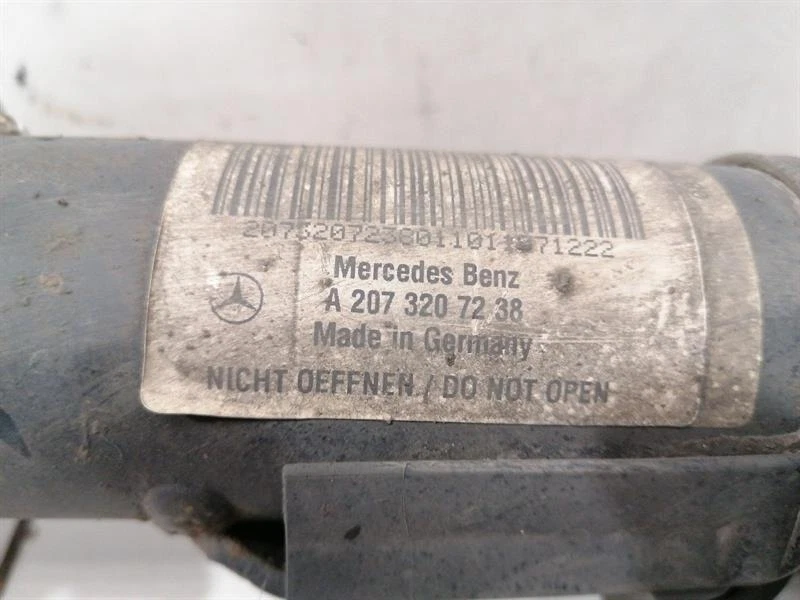 Mercedes Benz
A 207 320 72 38
Made in Germany
NICHT OEFFNEN / DO NOT OPEN